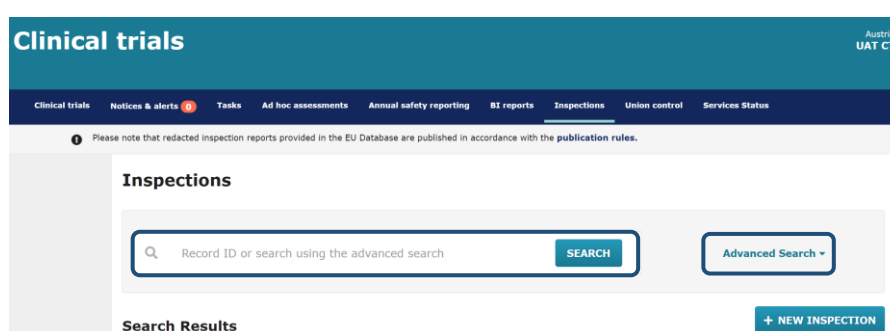 Clinical trials
Clinical trials Notices & alerts 0 Tasks Ad hoc assessments Annual safety reporting BI reports Inspections Union control Services Status
Please note that redacted inspection reports provided in the EU Database are published in accordance with the publication rules.
Inspections
Record ID or search using the advanced search SEARCH Advanced Search
Search Results
+ NEW INSPECTION